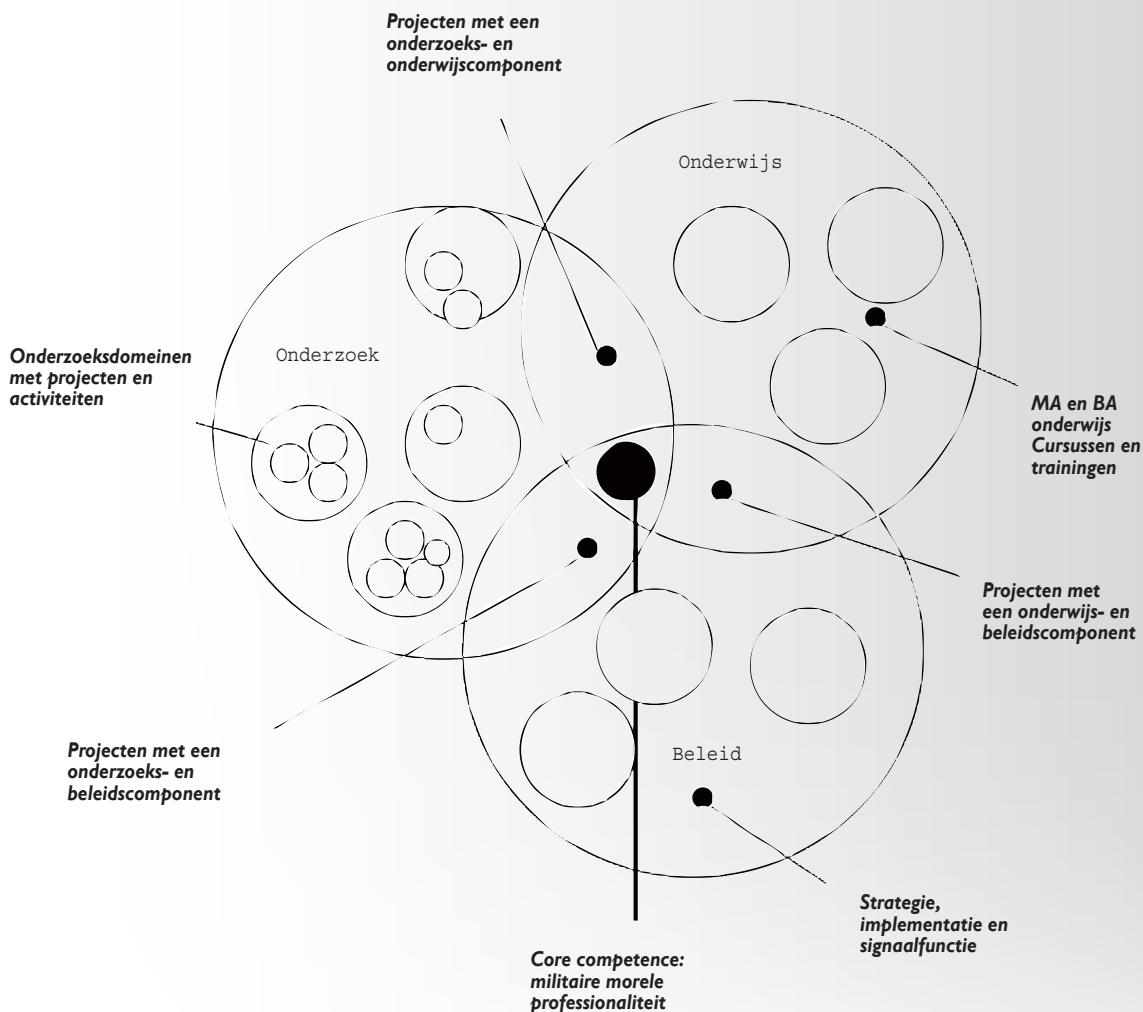 Projecten met een
onderzoeks- en
onderwijscomponent
Onderwijs
Onderzoek
Onderzoeksdomeinen
met projecten en
activiteiten
MA en BA
onderwijs
Cursussen en
trainingen
Projecten met
een onderwijs- en
beleidscomponent
Projecten met een
onderzoeks- en
beleidscomponent
Beleid
Strategie,
implementatie en
signaalfunctie
Core competence:
militaire morele
professionaliteit